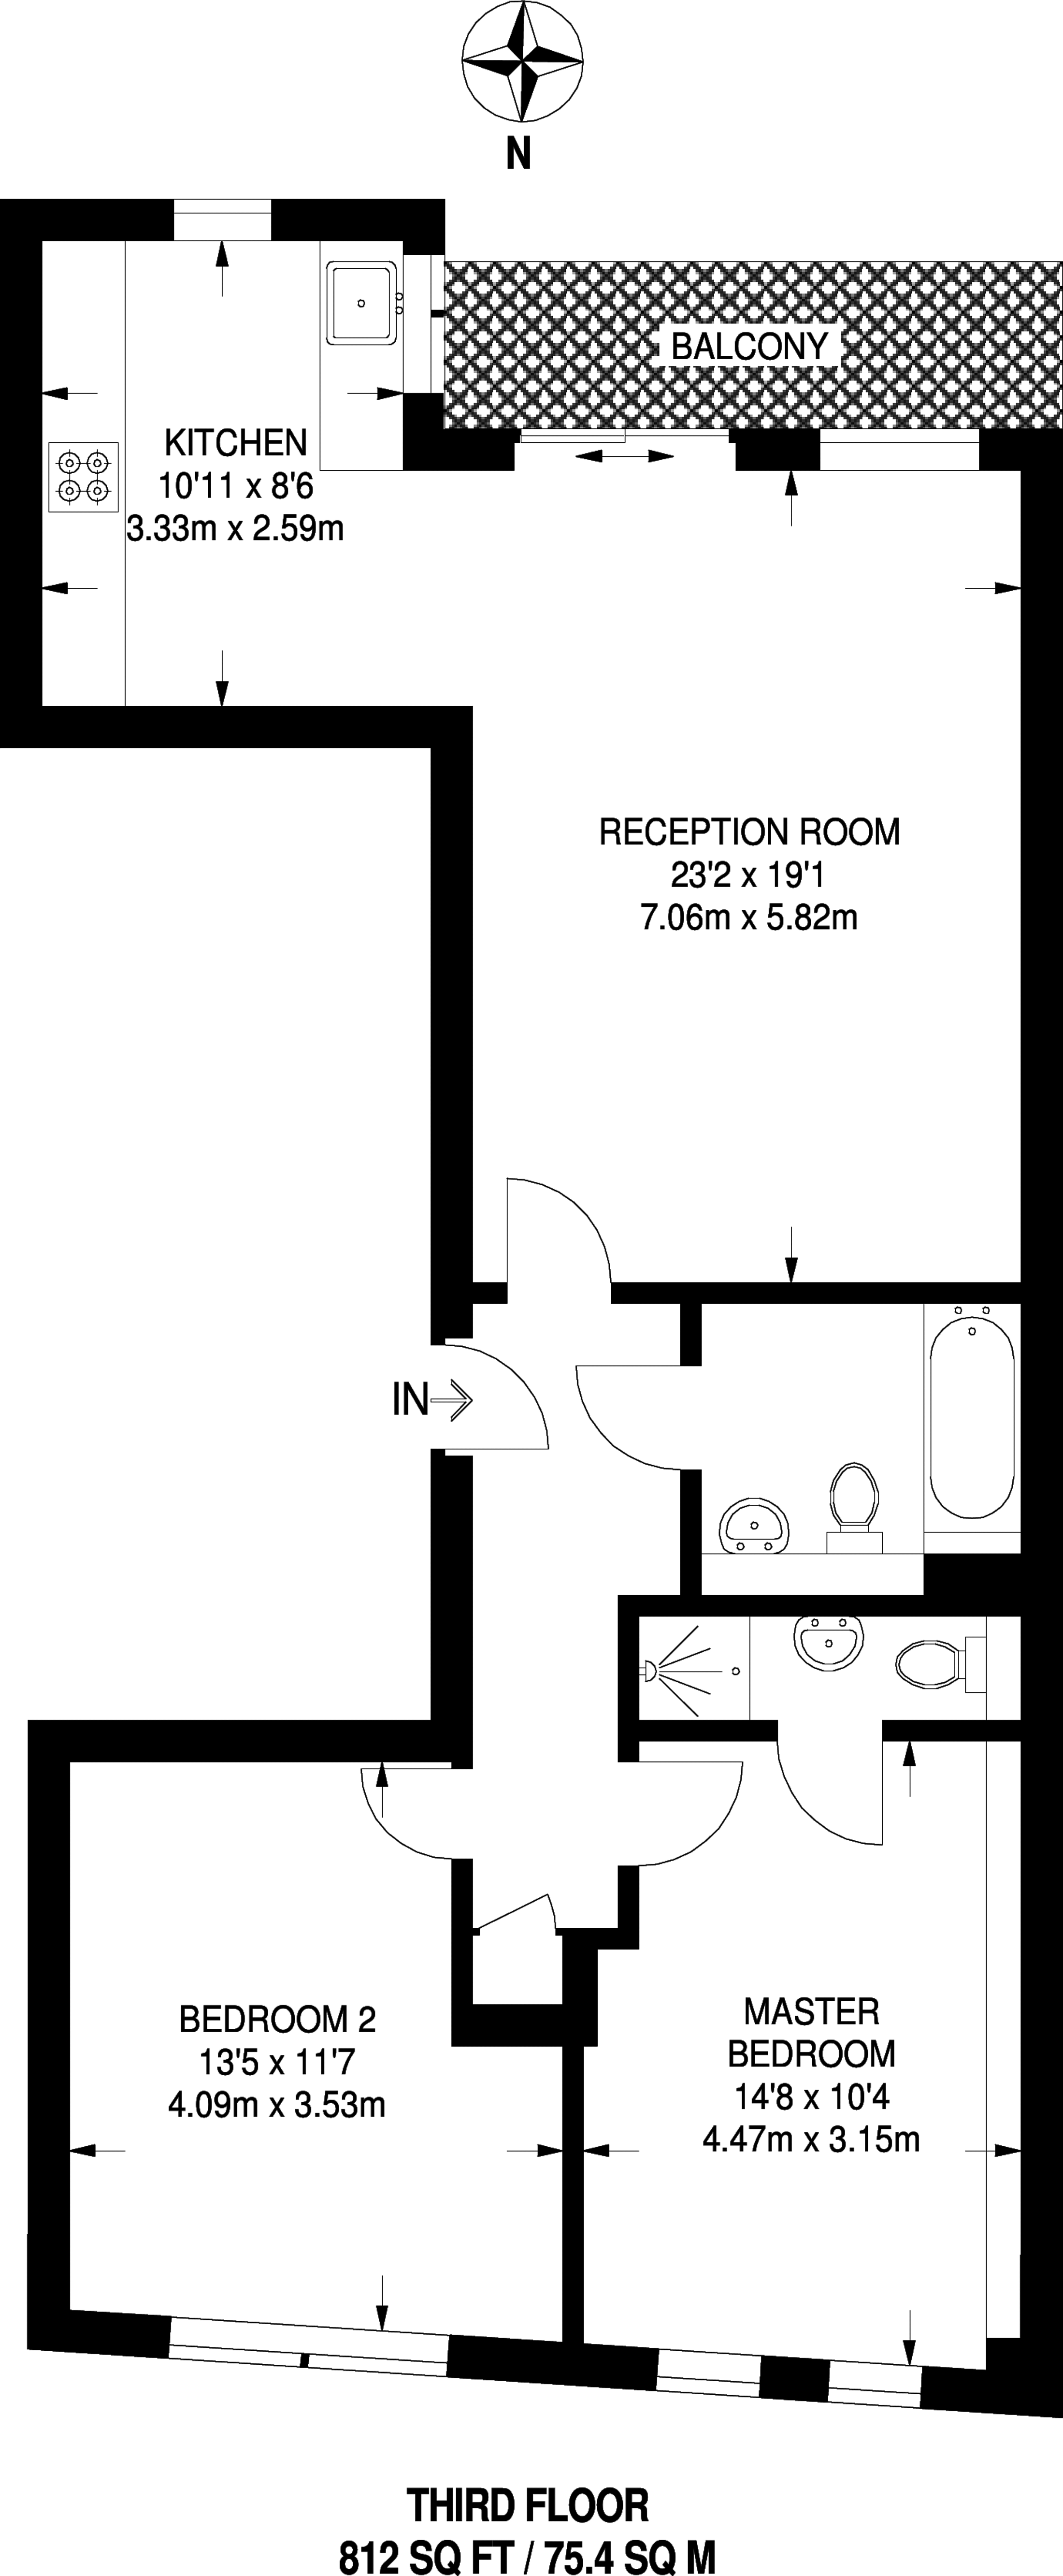 N
BALCONY
KITCHEN
10'11 x 8'6
3.33m x 2.59m
RECEPTION ROOM
23'2 x 19'1
7.06m x 5.82m
IN
BEDROOM 2
13'5 x 11'7
4.09m x 3.53m
MASTER
BEDROOM
14'8 x 10'4
4.47m x 3.15m
THIRD FLOOR
812 SQ FT / 75.4 SQ M